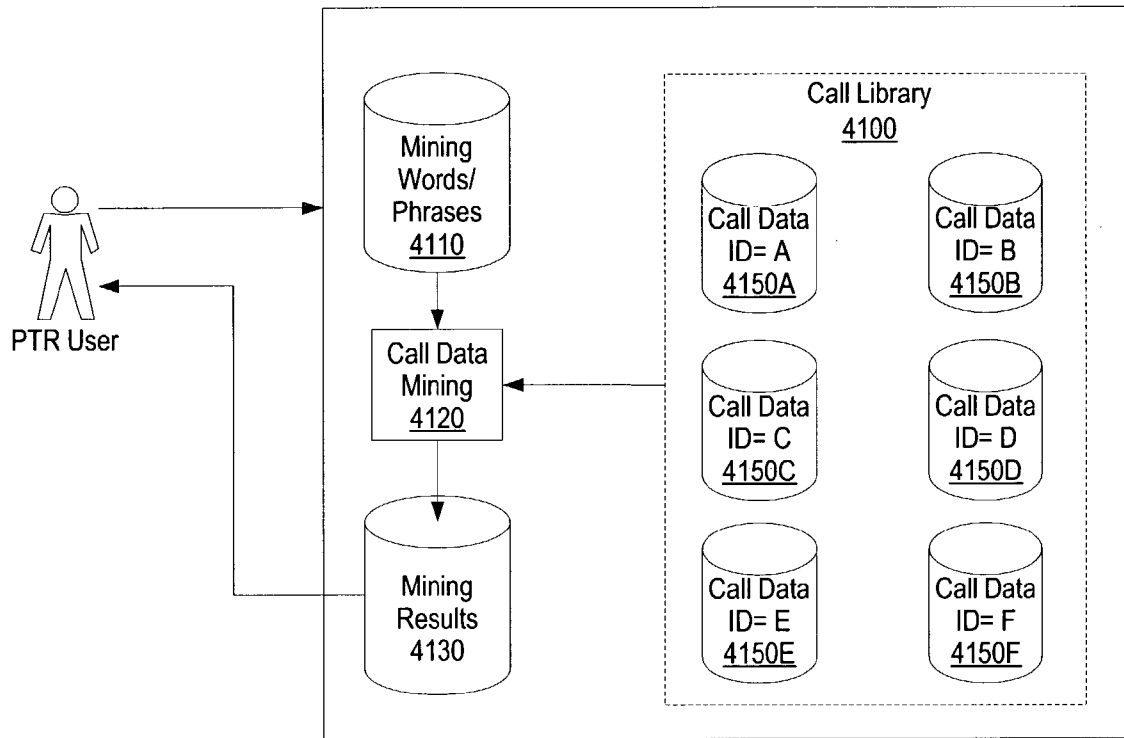 Call Library
4100
Mining
Words/
Phrases
4110
Call Data
ID= A
4150A
Call Data
ID= B
4150B
PTR User
Call Data
Mining
4120
Call Data
ID= C
4150C
Call Data
ID= D
4150D
Mining
Results
4130
Call Data
ID= E
4150E
Call Data
ID= F
4150F